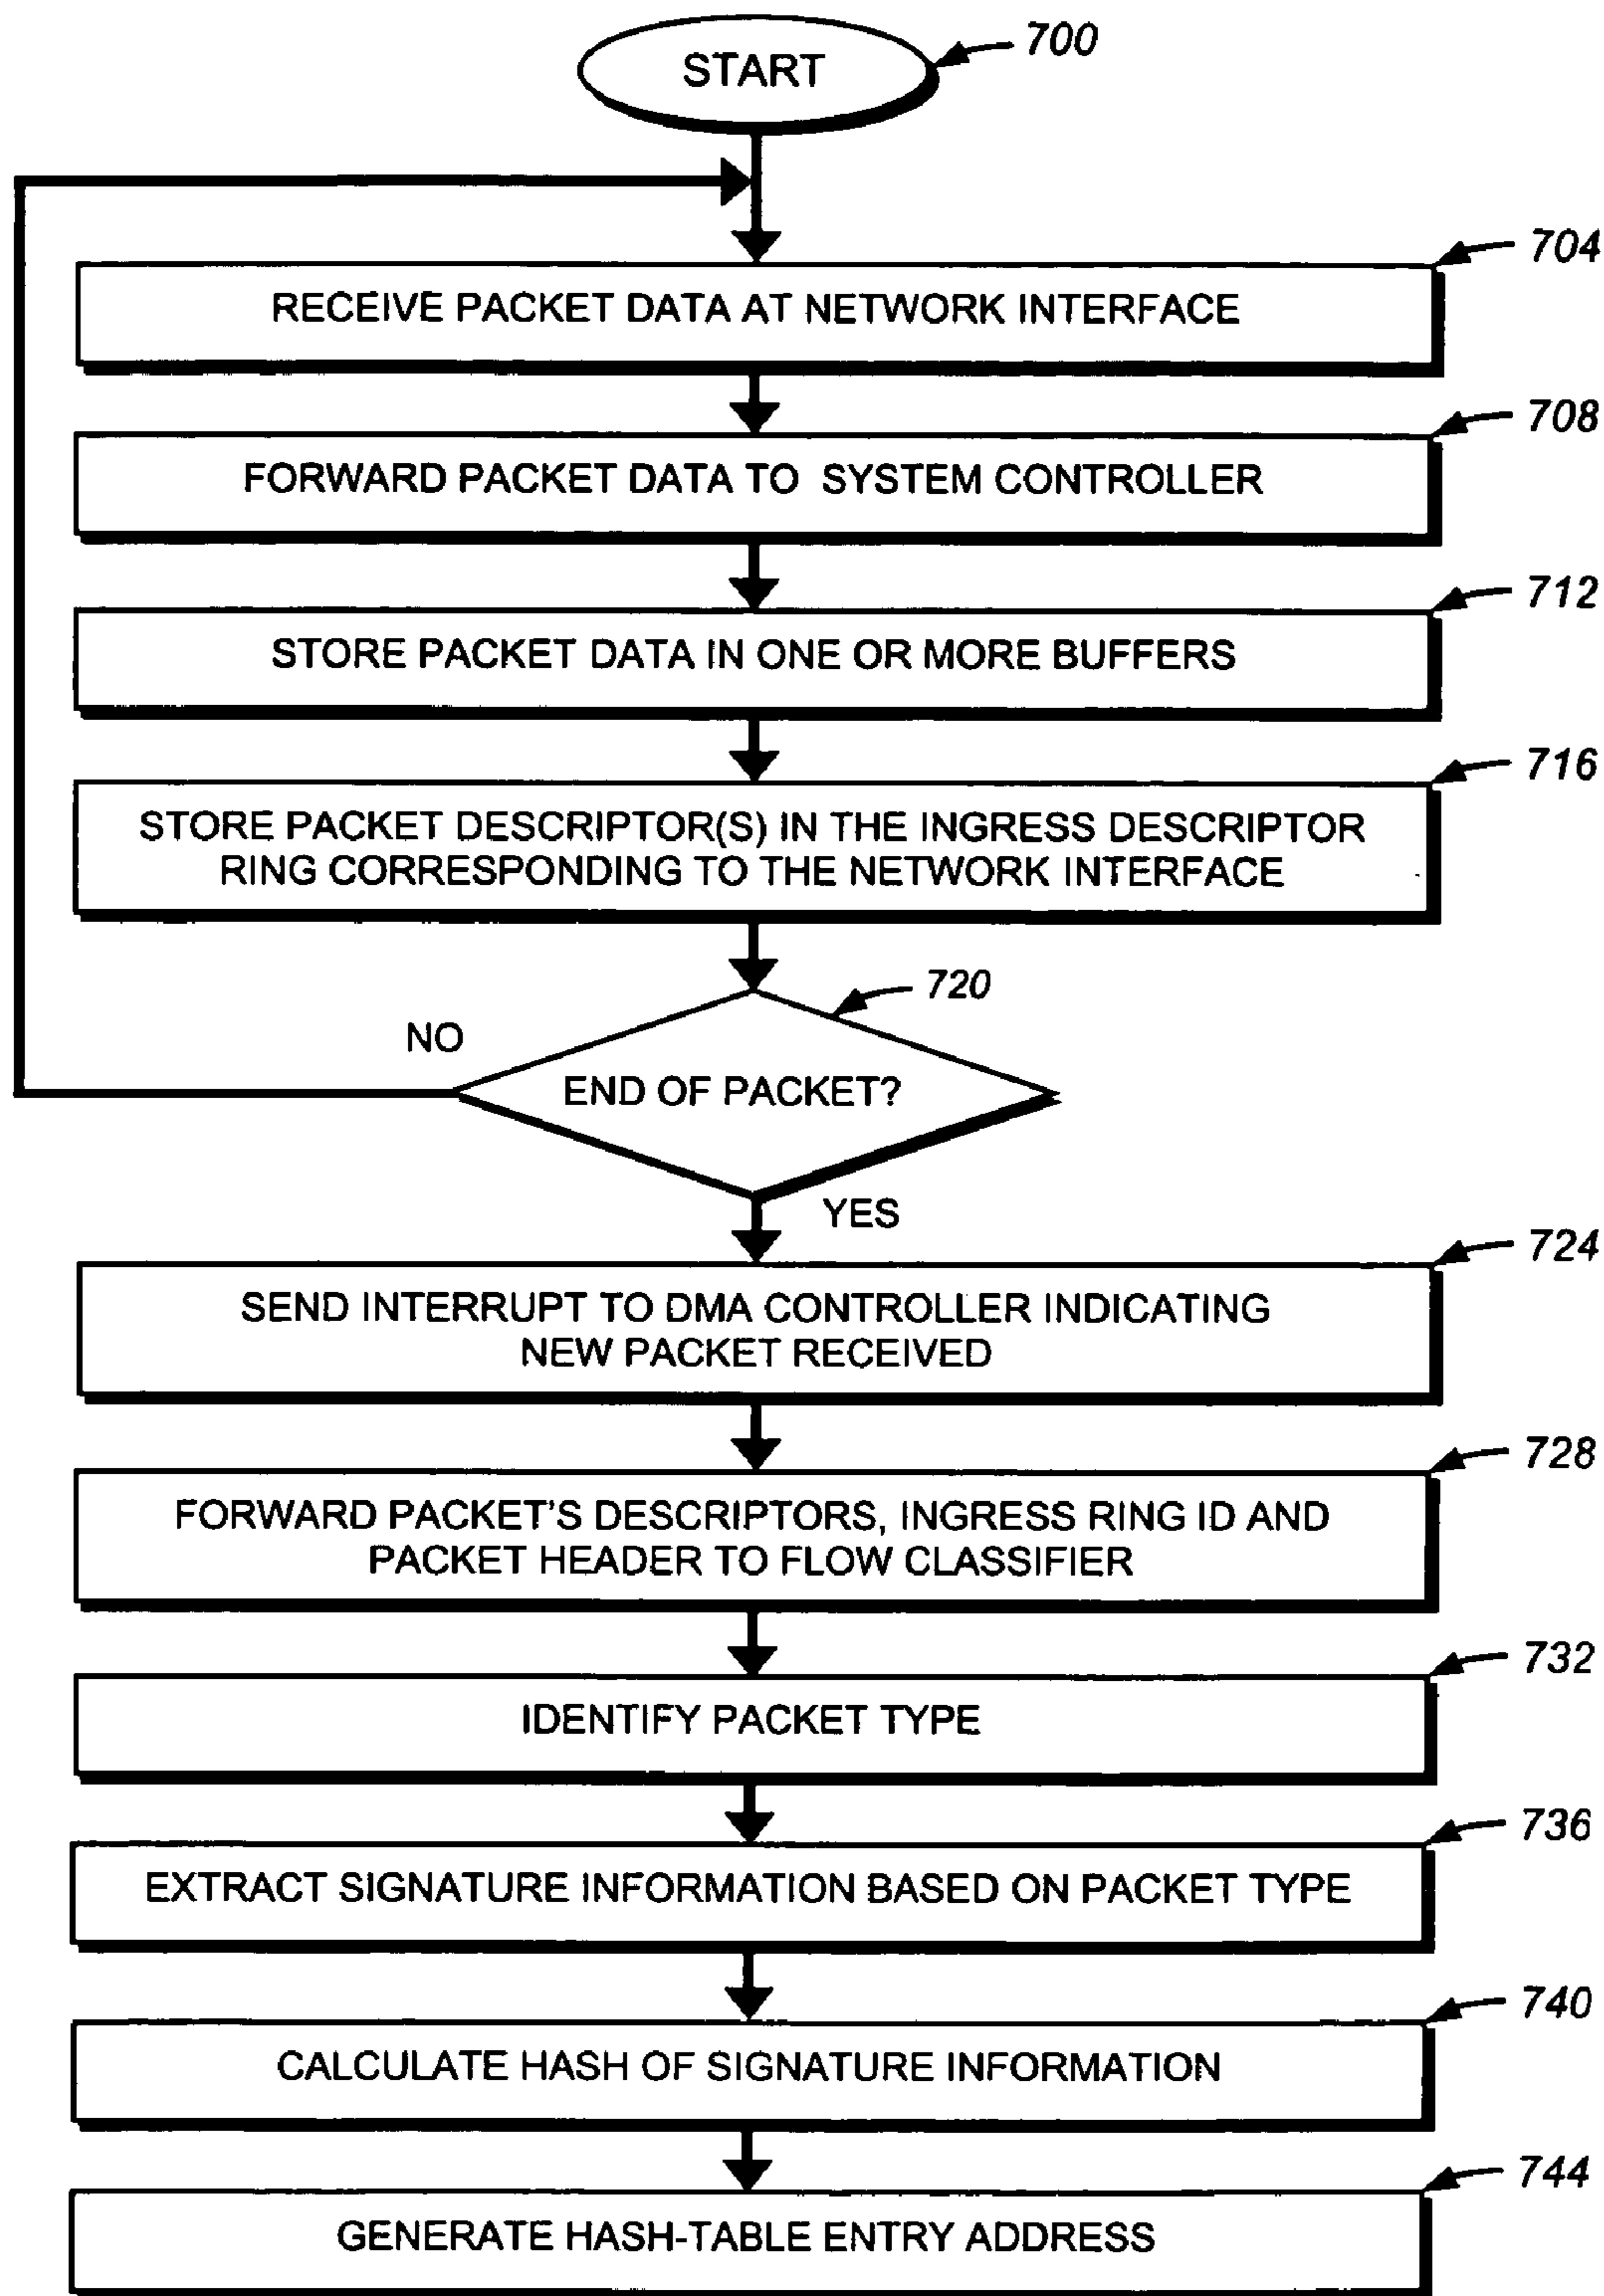 START
700
704
RECEIVE PACKET DATA AT NETWORK INTERFACE
708
FORWARD PACKET DATA TO SYSTEM CONTROLLER
712
STORE PACKET DATA IN ONE OR MORE BUFFERS
716
STORE PACKET DESCRIPTOR(S) IN THE INGRESS DESCRIPTOR
RING CORRESPONDING TO THE NETWORK INTERFACE
720
NO
END OF PACKET?
YES
724
SEND INTERRUPT TO DMA CONTROLLER INDICATING
NEW PACKET RECEIVED
728
FORWARD PACKET'S DESCRIPTORS, INGRESS RING ID AND
PACKET HEADER TO FLOW CLASSIFIER
732
IDENTIFY PACKET TYPE
736
EXTRACT SIGNATURE INFORMATION BASED ON PACKET TYPE
740
CALCULATE HASH OF SIGNATURE INFORMATION
744
GENERATE HASH-TABLE ENTRY ADDRESS